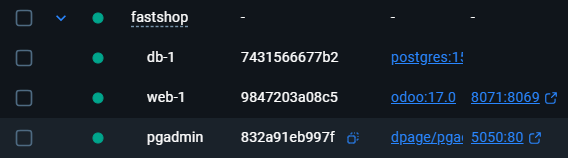 fastshop - - -
db-1 7431566677b2 postgres:15
web-1 9847203a08c5 odoo:17.0 8071:8069
pgadmin 832a91eb997f dpage/pga 5050:80